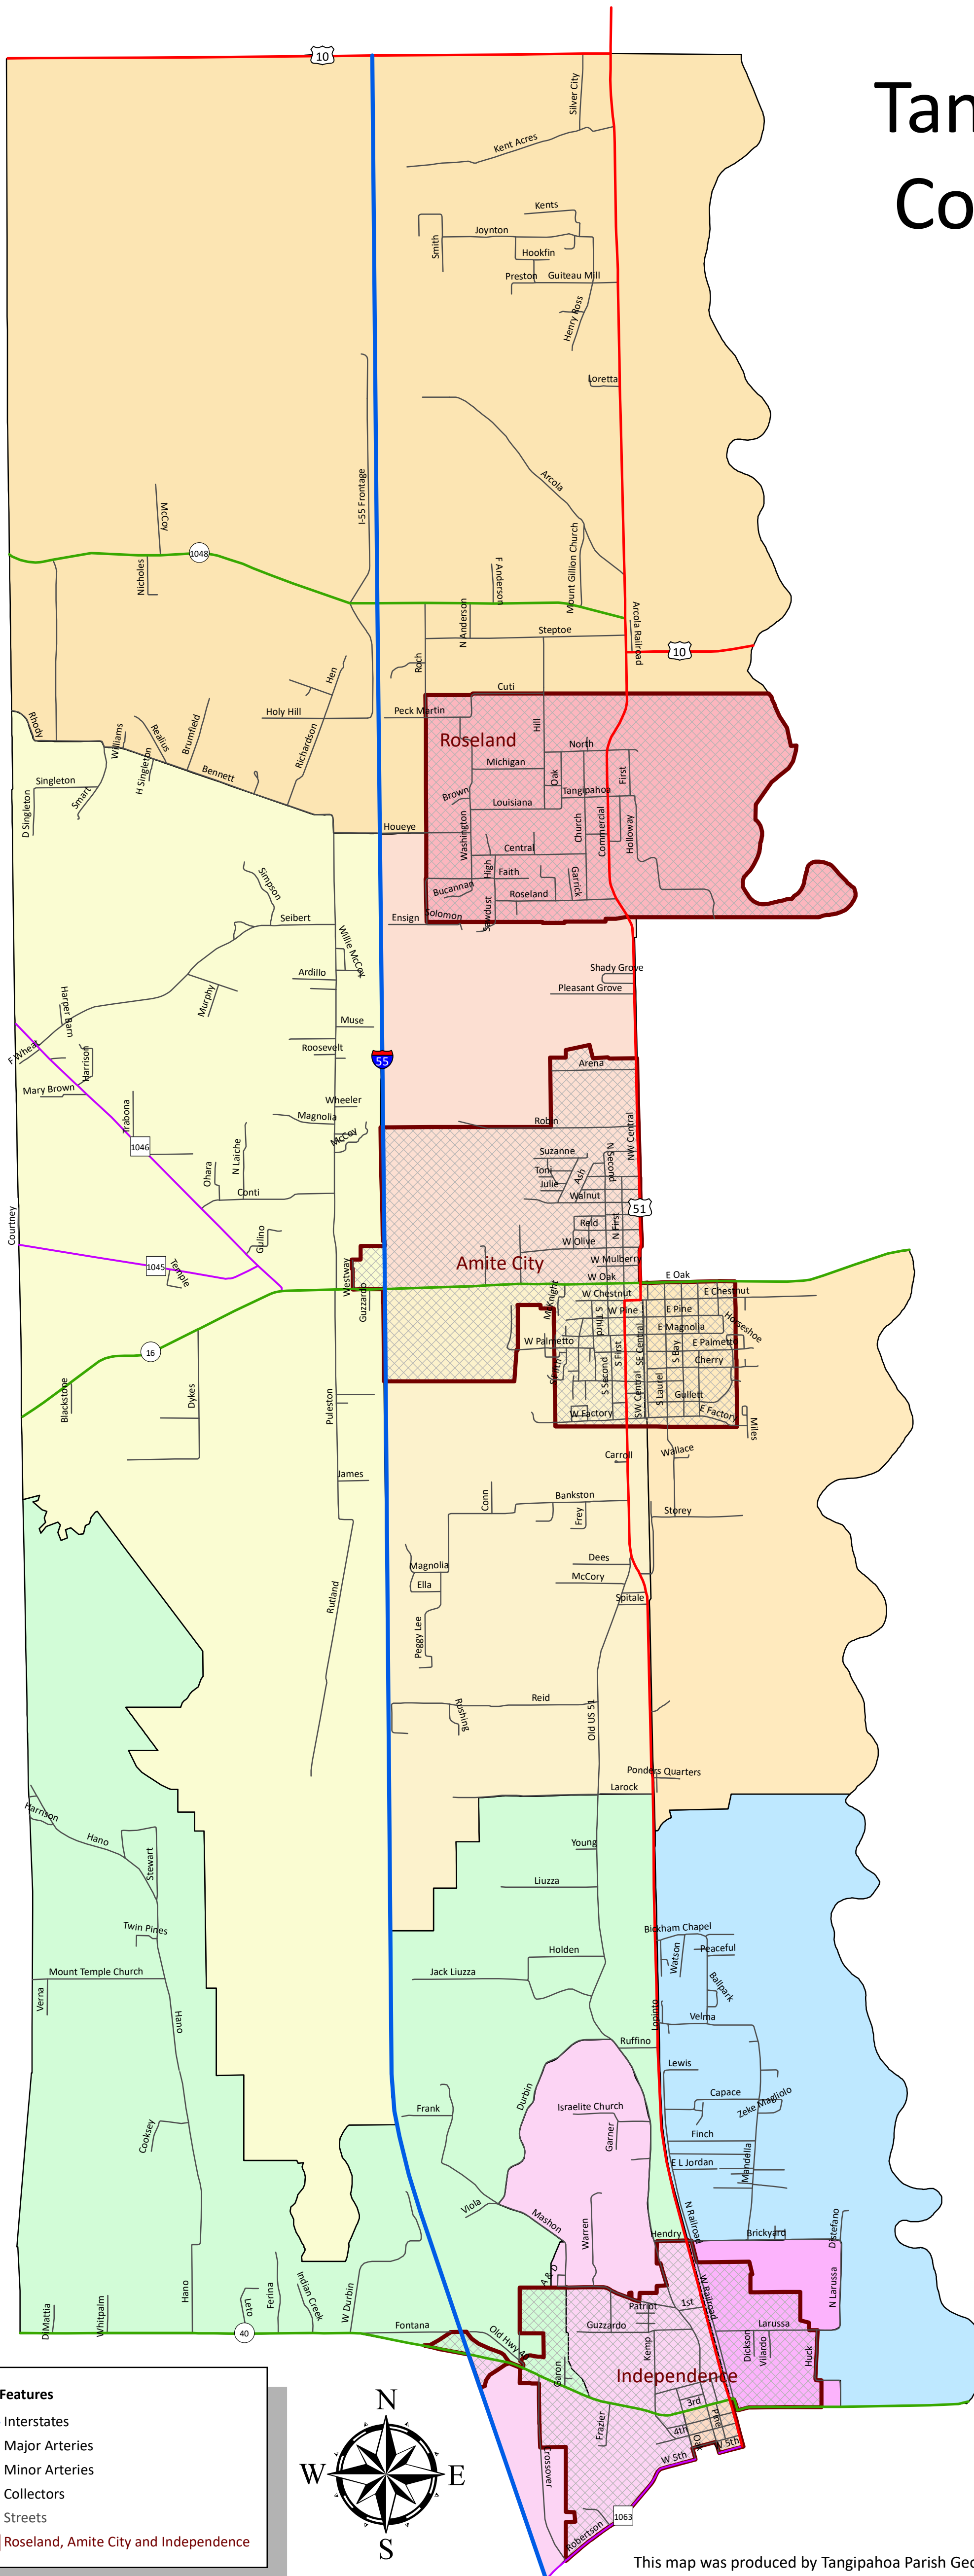 Tan
Co
10
Silver City
Kent Acres
Kents
Smith
Joynton
Hookfin
Preston
Guiteau Mill
Henry Ross
Loretta
I-55 Frontage
Arcola
McCoy
1048
Nicholes
F Anderson
Mount Gillion Church
N Anderson
Arcola Railroad
Steptoe
10
Roch
Hen
Cuti
Holy Hill
Peck Martin
Rhody
Williams
Realius
Brumfield
Richardson
Hill
Roseland
North
H Singleton
Bennett
Michigan
Oak
First
Singleton
Smart
D Singleton
Brown
Tangipahoa
Louisiana
Houeye
Washington
Church
Commercial
Holloway
Central
High
Faith
Simpson
Bucannan
Roseland
Garrick
Seibert
Ensign
Solomon
Sawdust
Willie McCoy
Ardillo
Shady Grove
Murphy
Pleasant Grove
Harper Barn
Muse
F Wheat
Harrison
Roosevelt
55
Arena
Mary Brown
Wheeler
Trabona
Magnolia
McCoy
Robin
NW Central
1046
N Laiche
Suzanne
N Second
Ohara
Toni
Ash
Julie
Conti
Walnut
51
Courtney
Gulino
Reid
N First
W Olive
1045
Temple
Amite City
W Mulberry
Westway
W Oak
E Oak
Guzzardo
McKnight
W Chestnut
E Chestnut
S Third
W Pine
E Pine
Horseshoe
E Magnolia
16
W Palmetto
S First
SE Central
S Bay
E Palmetto
Cherry
Blackstone
Dykes
S Second
Puleston
SW Central
S Laurel
Gullett
W Factory
E Factory
Miles
Carroll
Wallace
James
Conn
Bankston
Frey
Storey
Magnolia
Dees
Ella
McCory
Rutland
Spitale
Peggy Lee
Reid
Rushing
Old US 51
Ponders Quarters
Larock
Harrison
Hano
Young
Stewart
Liuzza
Twin Pines
Bickham Chapel
Watson
Peaceful
Holden
Mount Temple Church
Jack Liuzza
Ballpark
Verna
Hano
Lopinto
Velma
Ruffino
Lewis
Durbin
Capace
Zeke Magliolo
Frank
Israelite Church
Cooksey
Garner
Finch
E L Jordan
Mandella
Viola
Mashon
Warren
N Railroad
Hendry
Brickyard
Distefano
A & D
Hano
Leto
Ferina
Indian Creek
W Durbin
W Railroad
N Larussa
DiMattia
Whitpalm
Patriot
1st
40
Fontana
Old Hwy 40
Guzzardo
Kemp
Larussa
Dickson
Vilardo
Huck
Garon
Independence
3rd
Frazier
4th
Pine
Oak
W 5th
W 5th
Crossover
1063
Robertson
Features
Interstates
Major Arteries
Minor Arteries
Collectors
Streets
Roseland, Amite City and Independence
N
W
E
S
This map was produced by Tangipahoa Parish Geo